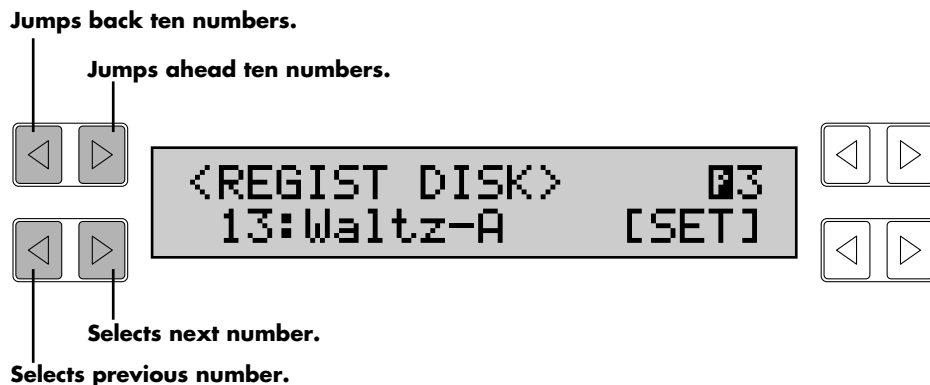 Jumps back ten numbers.
Jumps ahead ten numbers.
<REGIST DISK> P3
13:Waltz-A [SET]
Selects next number.
Selects previous number.